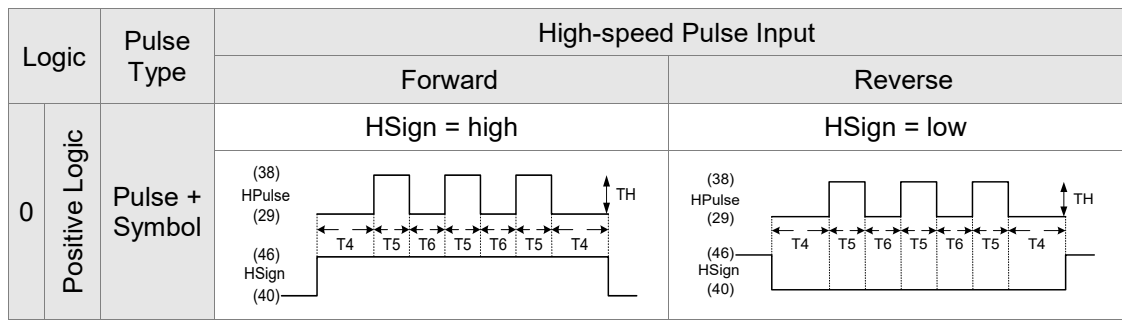 Logic
Pulse
Type
High-speed Pulse Input
Forward
Reverse
0
Positive Logic
Pulse +
Symbol
HSign = high
(38)
HPulse
(29)
TH
T4 T5 T6 T5 T6 T5 T4
(46)
HSign
(40)
HSign = low
(38)
HPulse
(29)
TH
T4 T5 T6 T5 T6 T5 T4
(46)
HSign
(40)